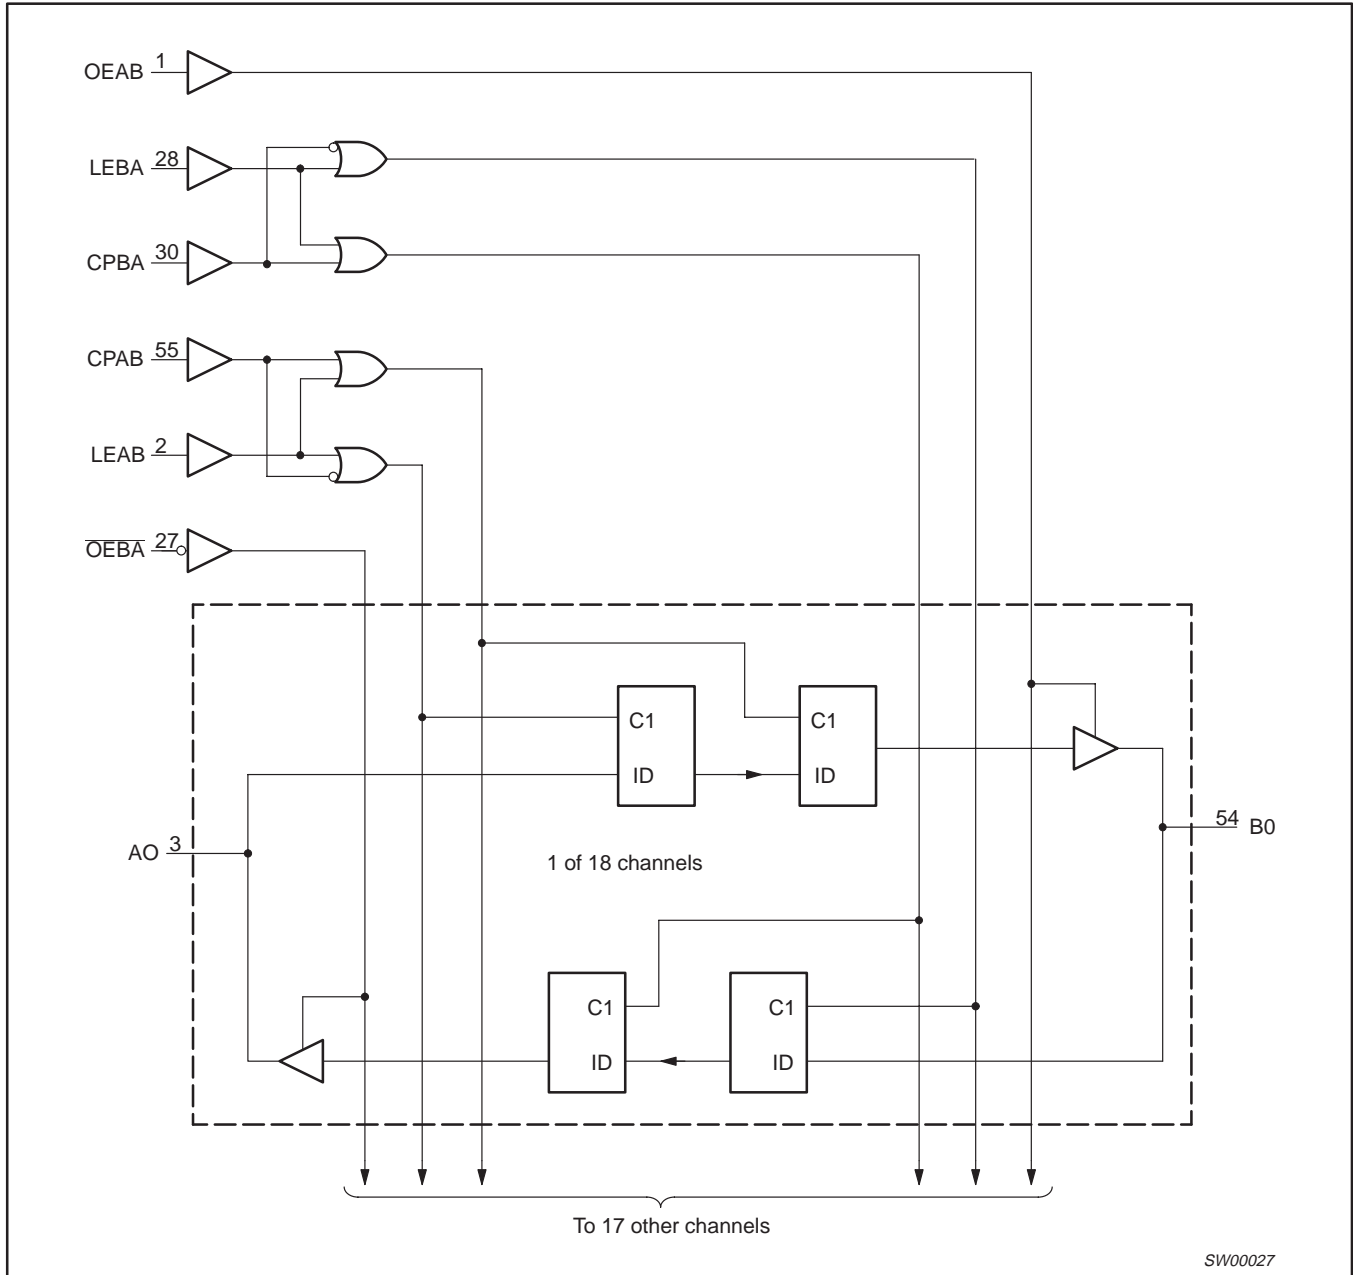 OEAB 1
LEBA 28
CPBA 30
CPAB 55
LEAB 2
OEBA 27
C1
ID
C1
ID
54 B0
AO 3
1 of 18 channels
C1
ID
C1
ID
To 17 other channels
SW00027